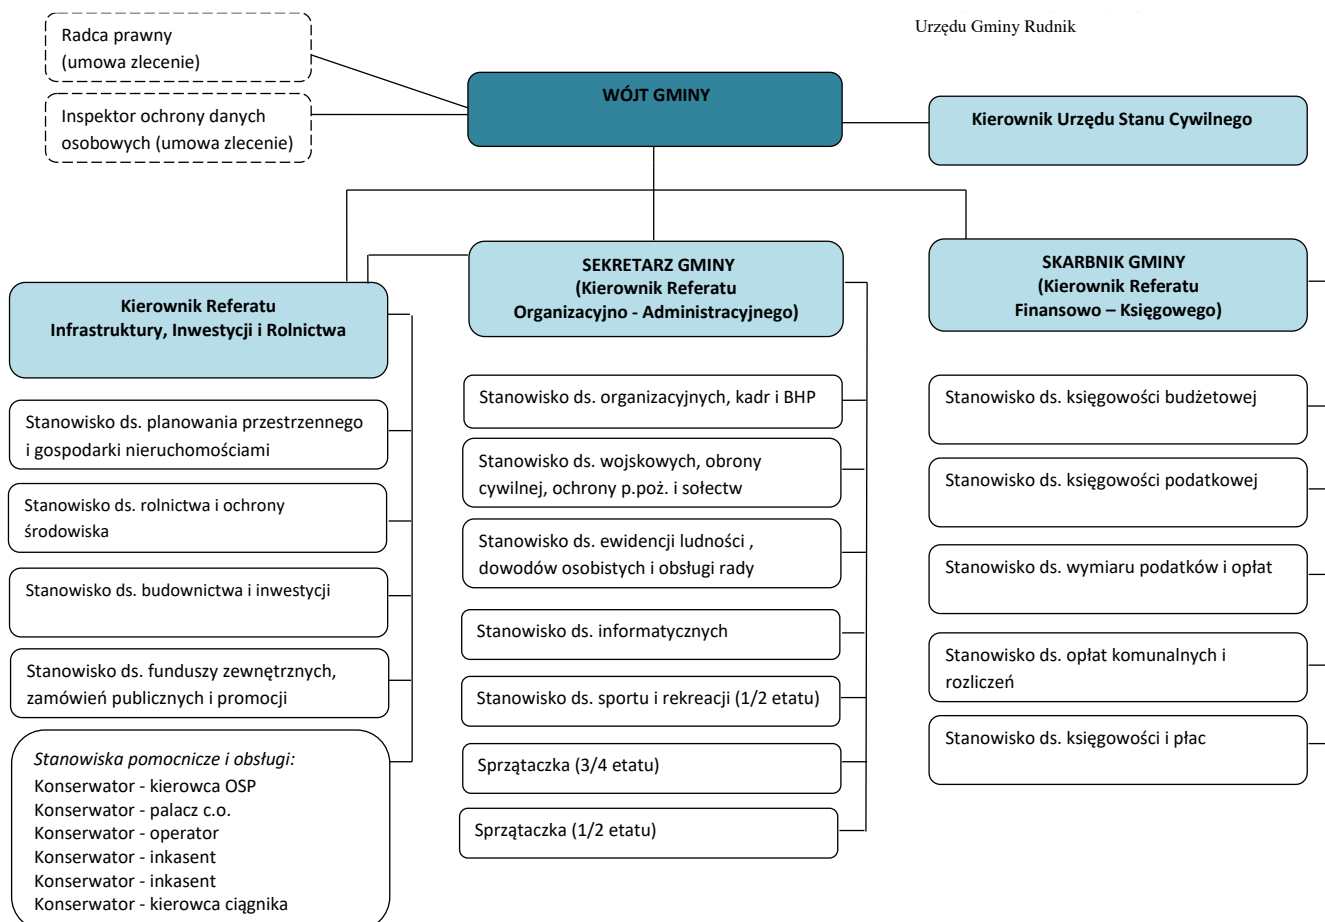 Urzędu Gminy Rudnik
Radca prawny
(umowa zlecenie)
Inspektor ochrony danych
osobowych (umowa zlecenie)
WÓJT GMINY
Kierownik Urzędu Stanu Cywilnego
Kierownik Referatu
Infrastruktury, Inwestycji i Rolnictwa
Stanowisko ds. planowania przestrzennego
i gospodarki nieruchomościami
Stanowisko ds. rolnictwa i ochrony
środowiska
Stanowisko ds. budownictwa i inwestycji
Stanowisko ds. funduszy zewnętrznych,
zamówień publicznych i promocji
Stanowiska pomocnicze i obsługi:
Konserwator - kierowca OSP
Konserwator - palacz c.o.
Konserwator - operator
Konserwator - inkasent
Konserwator - inkasent
Konserwator - kierowca ciągnika
SEKRETARZ GMINY
(Kierownik Referatu
Organizacyjno - Administracyjnego)
Stanowisko ds. organizacyjnych, kadr i BHP
Stanowisko ds. wojskowych, obrony
cywilnej, ochrony p.poż. i sołectw
Stanowisko ds. ewidencji ludności ,
dowodów osobistych i obsługi rady
Stanowisko ds. informatycznych
Stanowisko ds. sportu i rekreacji (1/2 etatu)
Sprzątaczka (3/4 etatu)
Sprzątaczka (1/2 etatu)
SKARBNIK GMINY
(Kierownik Referatu
Finansowo – Księgowego)
Stanowisko ds. księgowości budżetowej
Stanowisko ds. księgowości podatkowej
Stanowisko ds. wymiaru podatków i opłat
Stanowisko ds. opłat komunalnych i
rozliczeń
Stanowisko ds. księgowości i płac